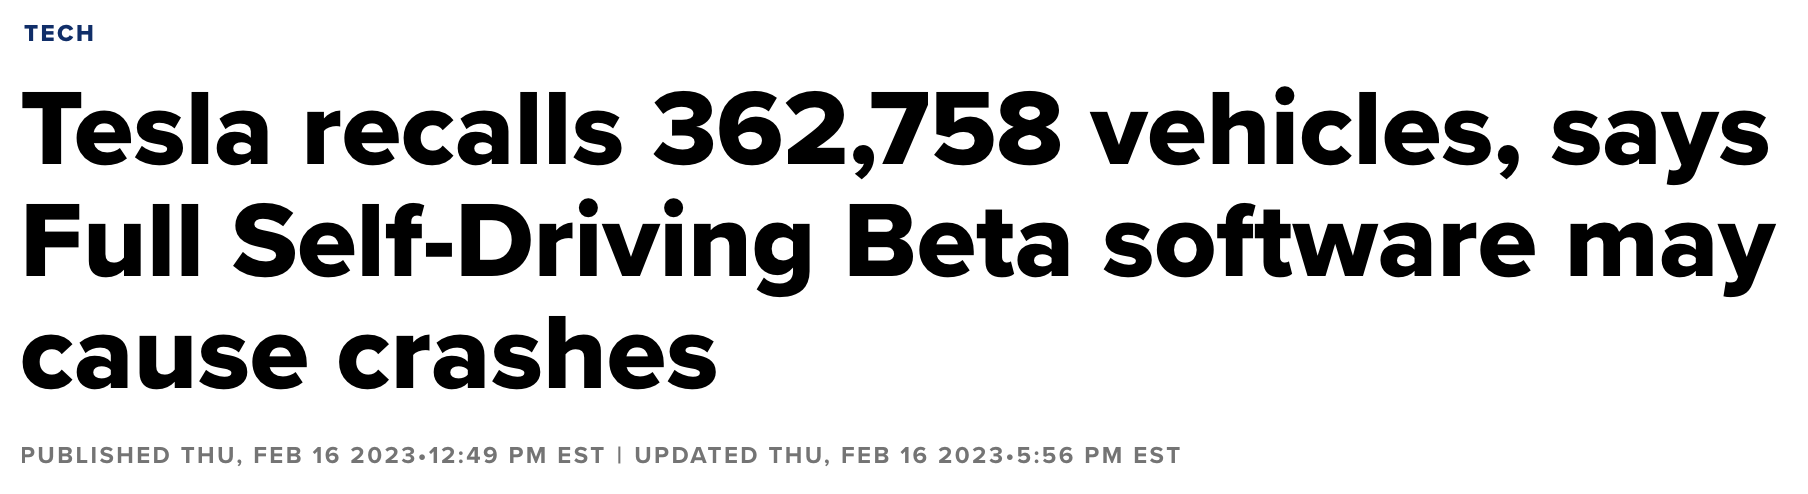 TECH
Tesla recalls 362,758 vehicles, says
Full Self-Driving Beta software may
cause crashes
PUBLISHED THU, FEB 16 2023•12:49 PM EST | UPDATED THU, FEB 16 2023•5:56 PM EST